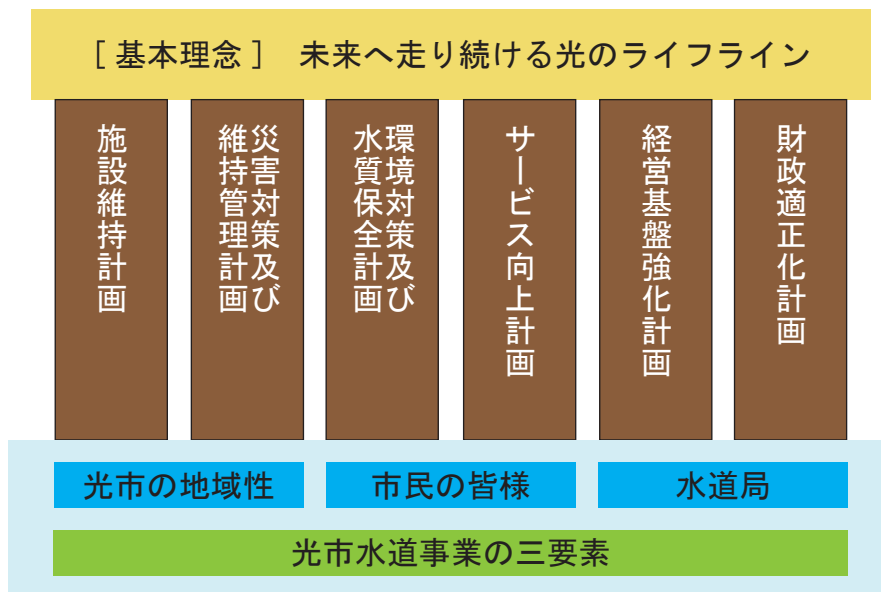 [ 基本理念 ]　未来へ走り続ける光のライフライン
施設維持計画
災害対策及び
維持管理計画
環境対策及び
水質保全計画
サービス向上計画
経営基盤強化計画
財政適正化計画
光市の地域性
市民の皆様
水道局
光市水道事業の三要素